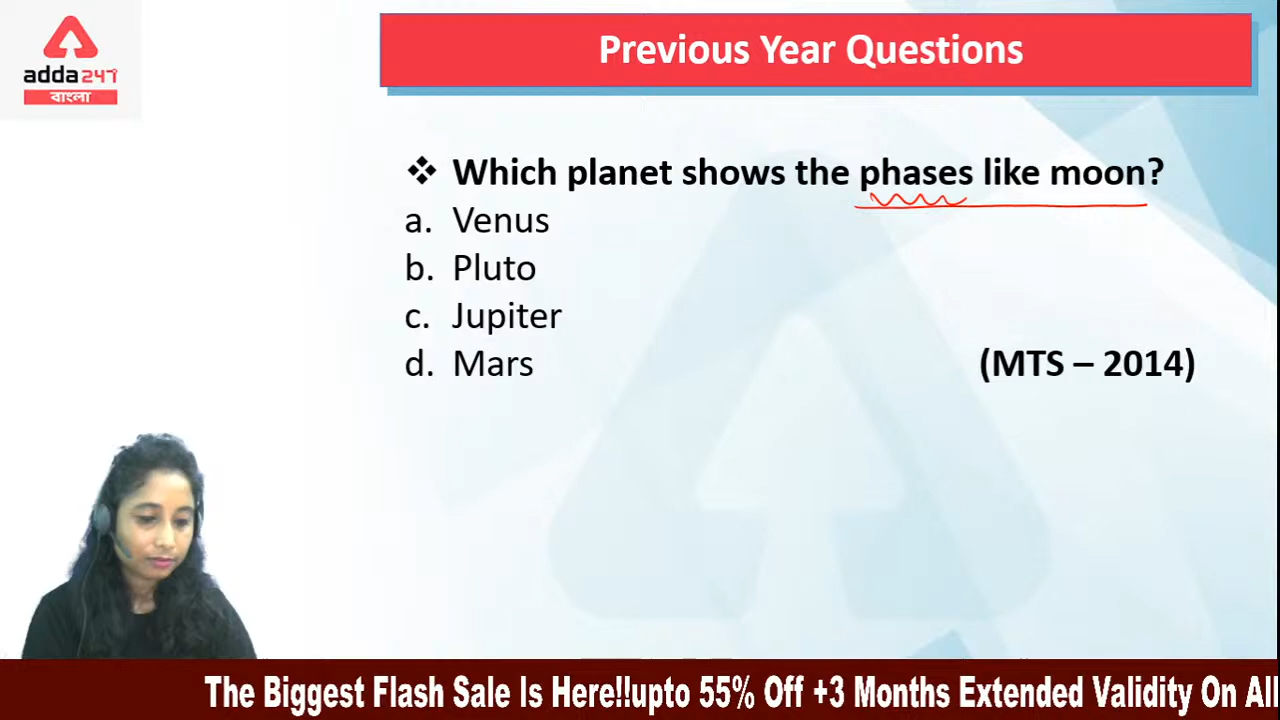 adda247
বাংলা
Previous Year Questions
❖ Which planet shows the phases like moon?
a. Venus
b. Pluto
c. Jupiter
d. Mars
(MTS – 2014)
The Biggest Flash Sale Is Here!!upto 55% Off +3 Months Extended Validity On All